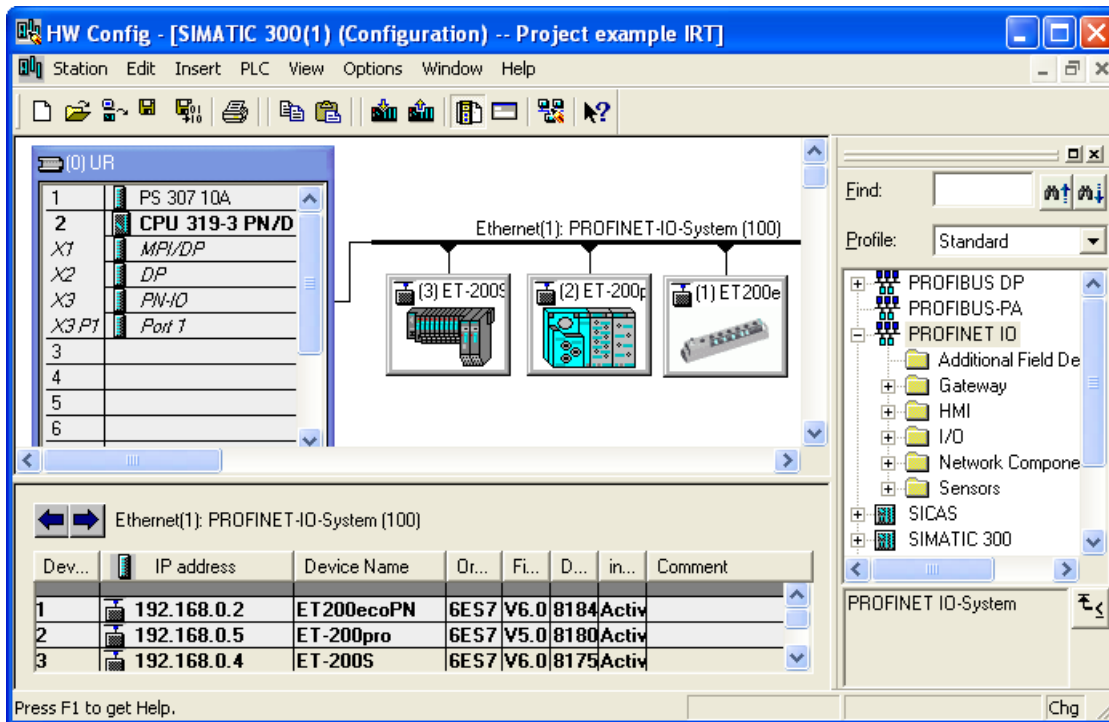 HW Config - [SIMATIC 300(1) (Configuration) -- Project example IRT]
Station Edit Insert PLC View Options Window Help
(0) UR
1 PS 307 10A
2 CPU 319-3 PN/D
X1 MPI/DP
X2 DP
X3 PN-IO
X3 P1 Port 1
3
4
5
6
Ethernet(1): PROFINET-IO-System (100)
(3) ET-200S
(2) ET-200p
(1) ET200e
Find:
Profile: Standard
PROFIBUS DP
PROFIBUS-PA
PROFINET IO
Additional Field De
Gateway
HMI
I/O
Network Compone
Sensors
SICAS
SIMATIC 300
PROFINET IO-System
Ethernet(1): PROFINET-IO-System (100)
Dev... IP address Device Name Or... Fi... D... in... Comment
1 192.168.0.2 ET200ecoPN 6ES7 V6.0 8184 Activ
2 192.168.0.5 ET-200pro 6ES7 V5.0 8180 Activ
3 192.168.0.4 ET-200S 6ES7 V6.0 8175 Activ
Press F1 to get Help.
Chg